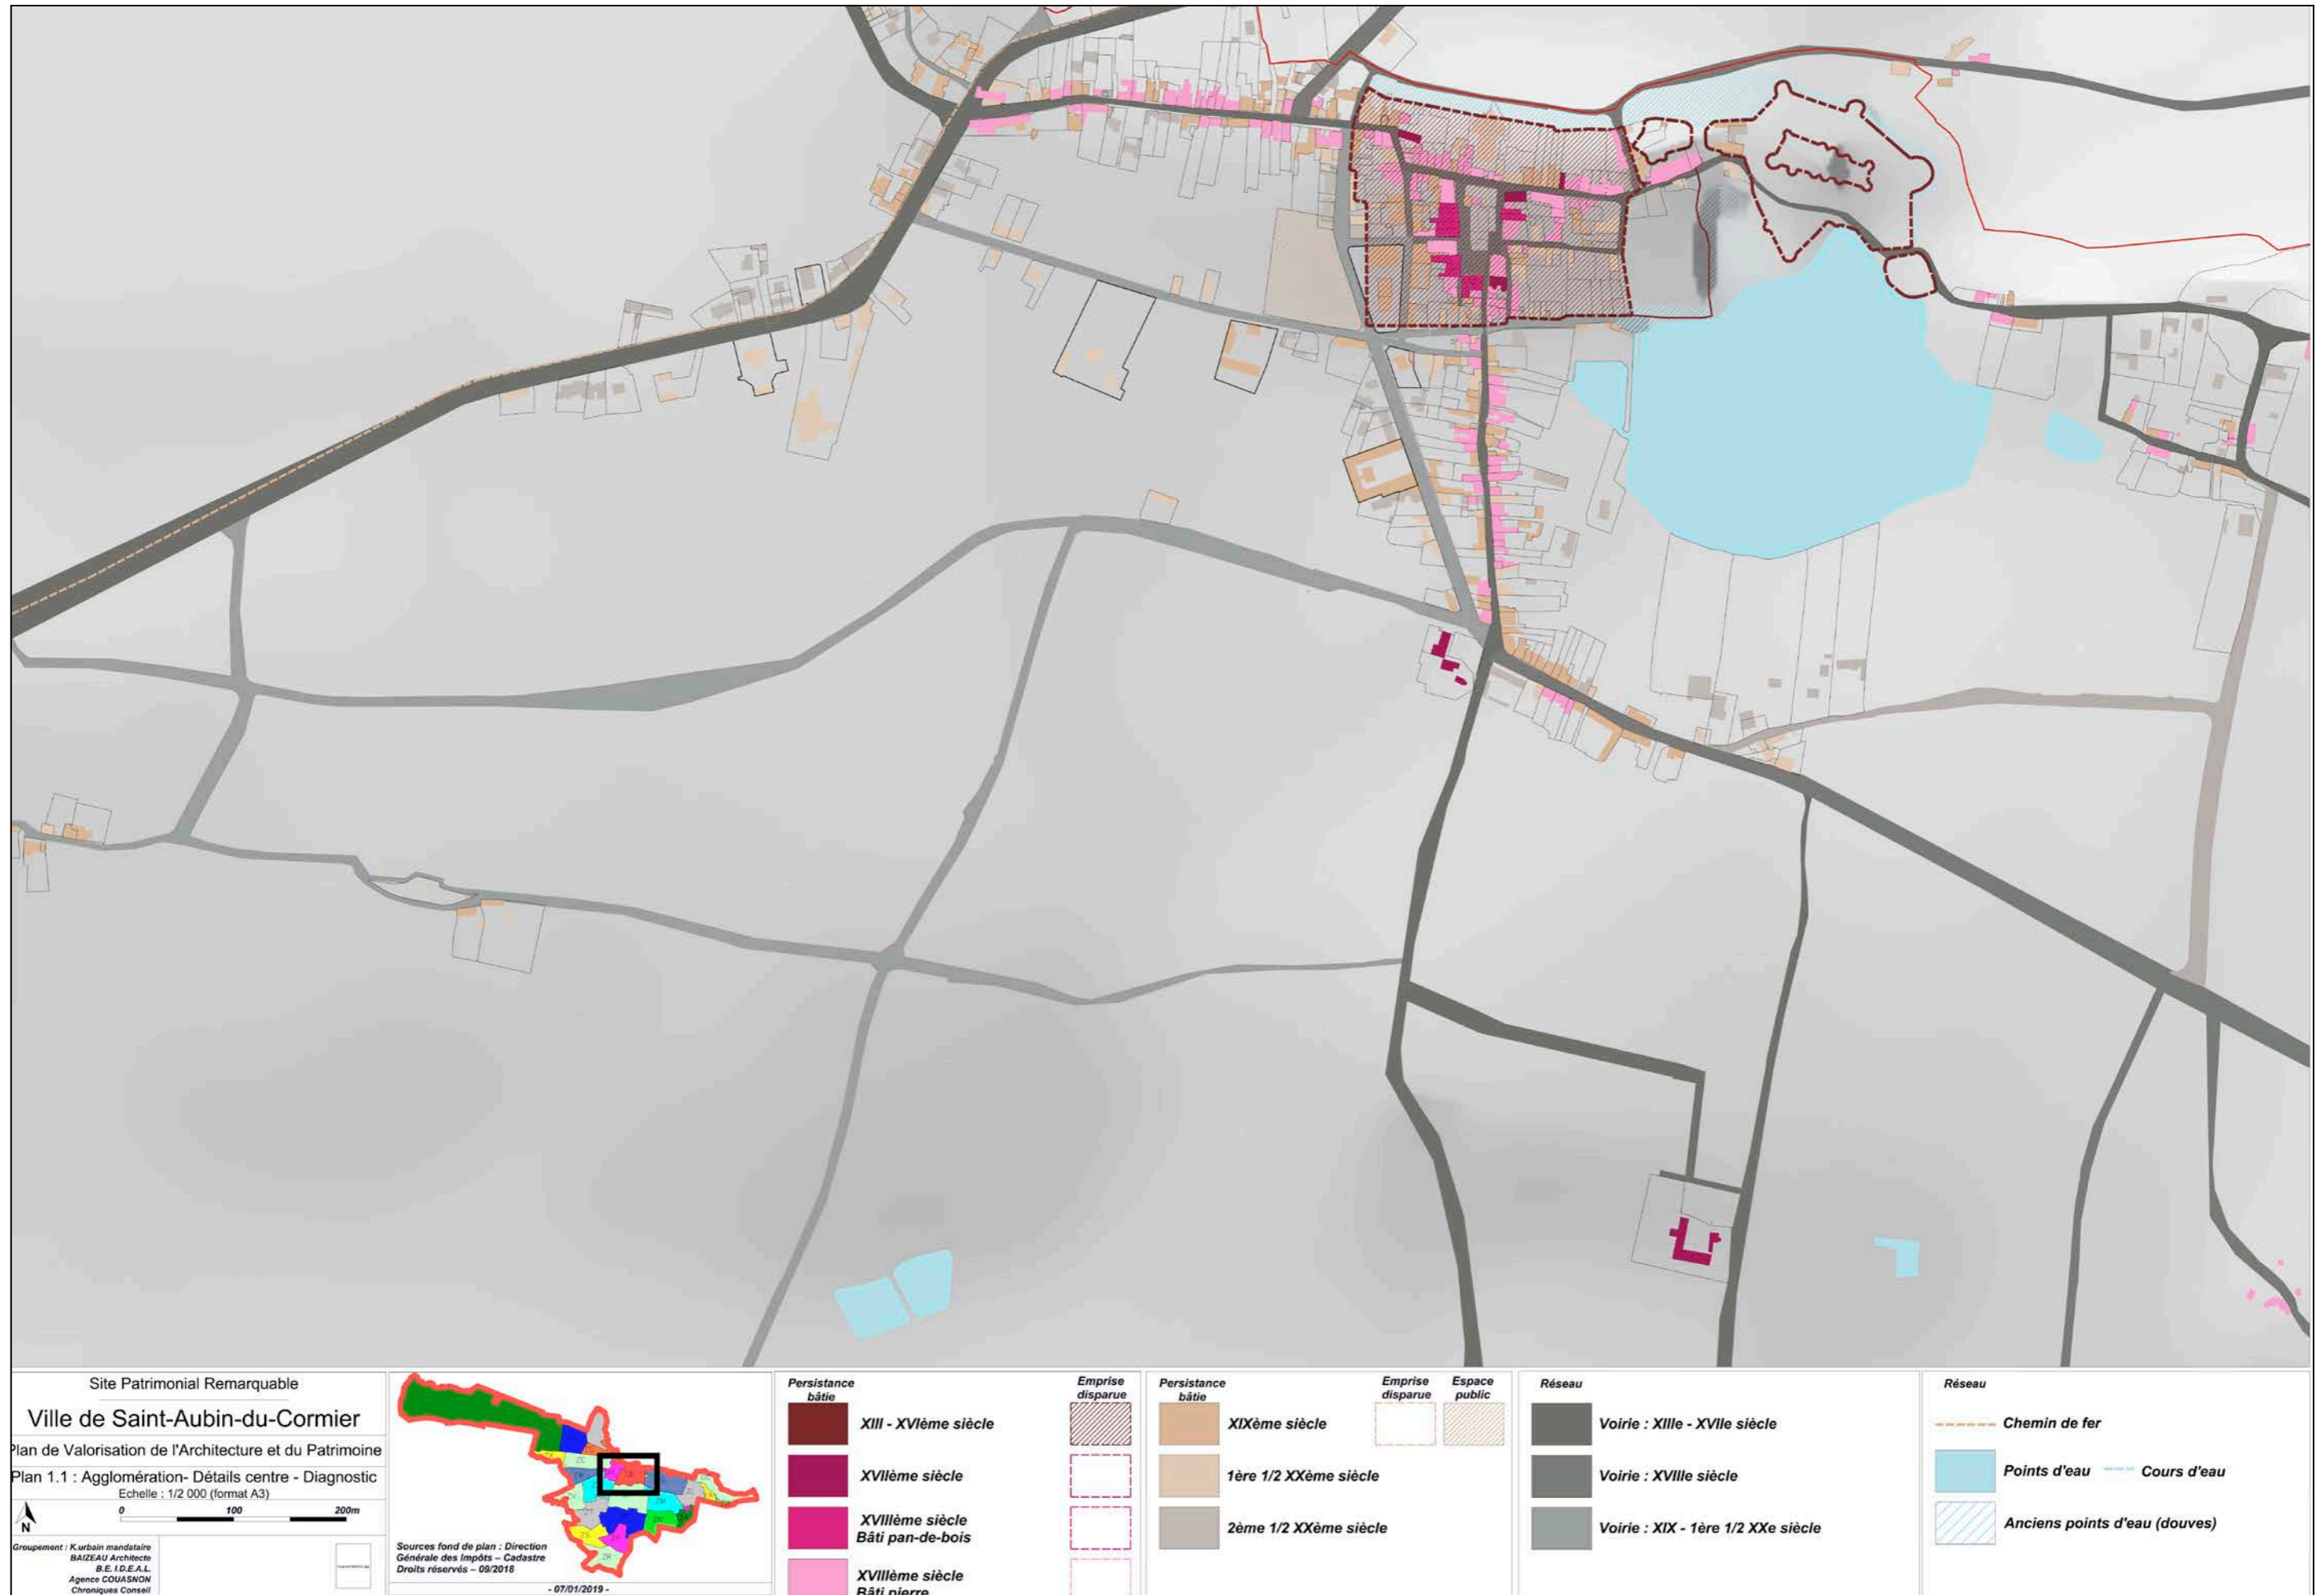 Site Patrimonial Remarquable
Ville de Saint-Aubin-du-Cormier
Plan de Valorisation de l'Architecture et du Patrimoine
Plan 1.1 : Agglomération- Détails centre - Diagnostic
Echelle : 1/2 000 (format A3)
0 100 200m
N
Groupement : K.urbain mandataire
BAIZEAU Architecte
B.E. I.D.E.A.L.
Agence COUASNON
Chroniques Conseil
Sources fond de plan : Direction
Générale des Impôts – Cadastre
Droits réservés – 09/2018
- 07/01/2019 -
Persistance
bâtie
Emprise
disparue
XIII - XVIème siècle
XVIIème siècle
XVIIIème siècle
Bâti pan-de-bois
XVIIIème siècle
Bâti pierre
Persistance
bâtie
Emprise
disparue
Espace
public
XIXème siècle
1ère 1/2 XXème siècle
2ème 1/2 XXème siècle
Réseau
Voirie : XIIIe - XVIIe siècle
Voirie : XVIIIe siècle
Voirie : XIX - 1ère 1/2 XXe siècle
Réseau
Chemin de fer
Points d'eau
Cours d'eau
Anciens points d'eau (douves)